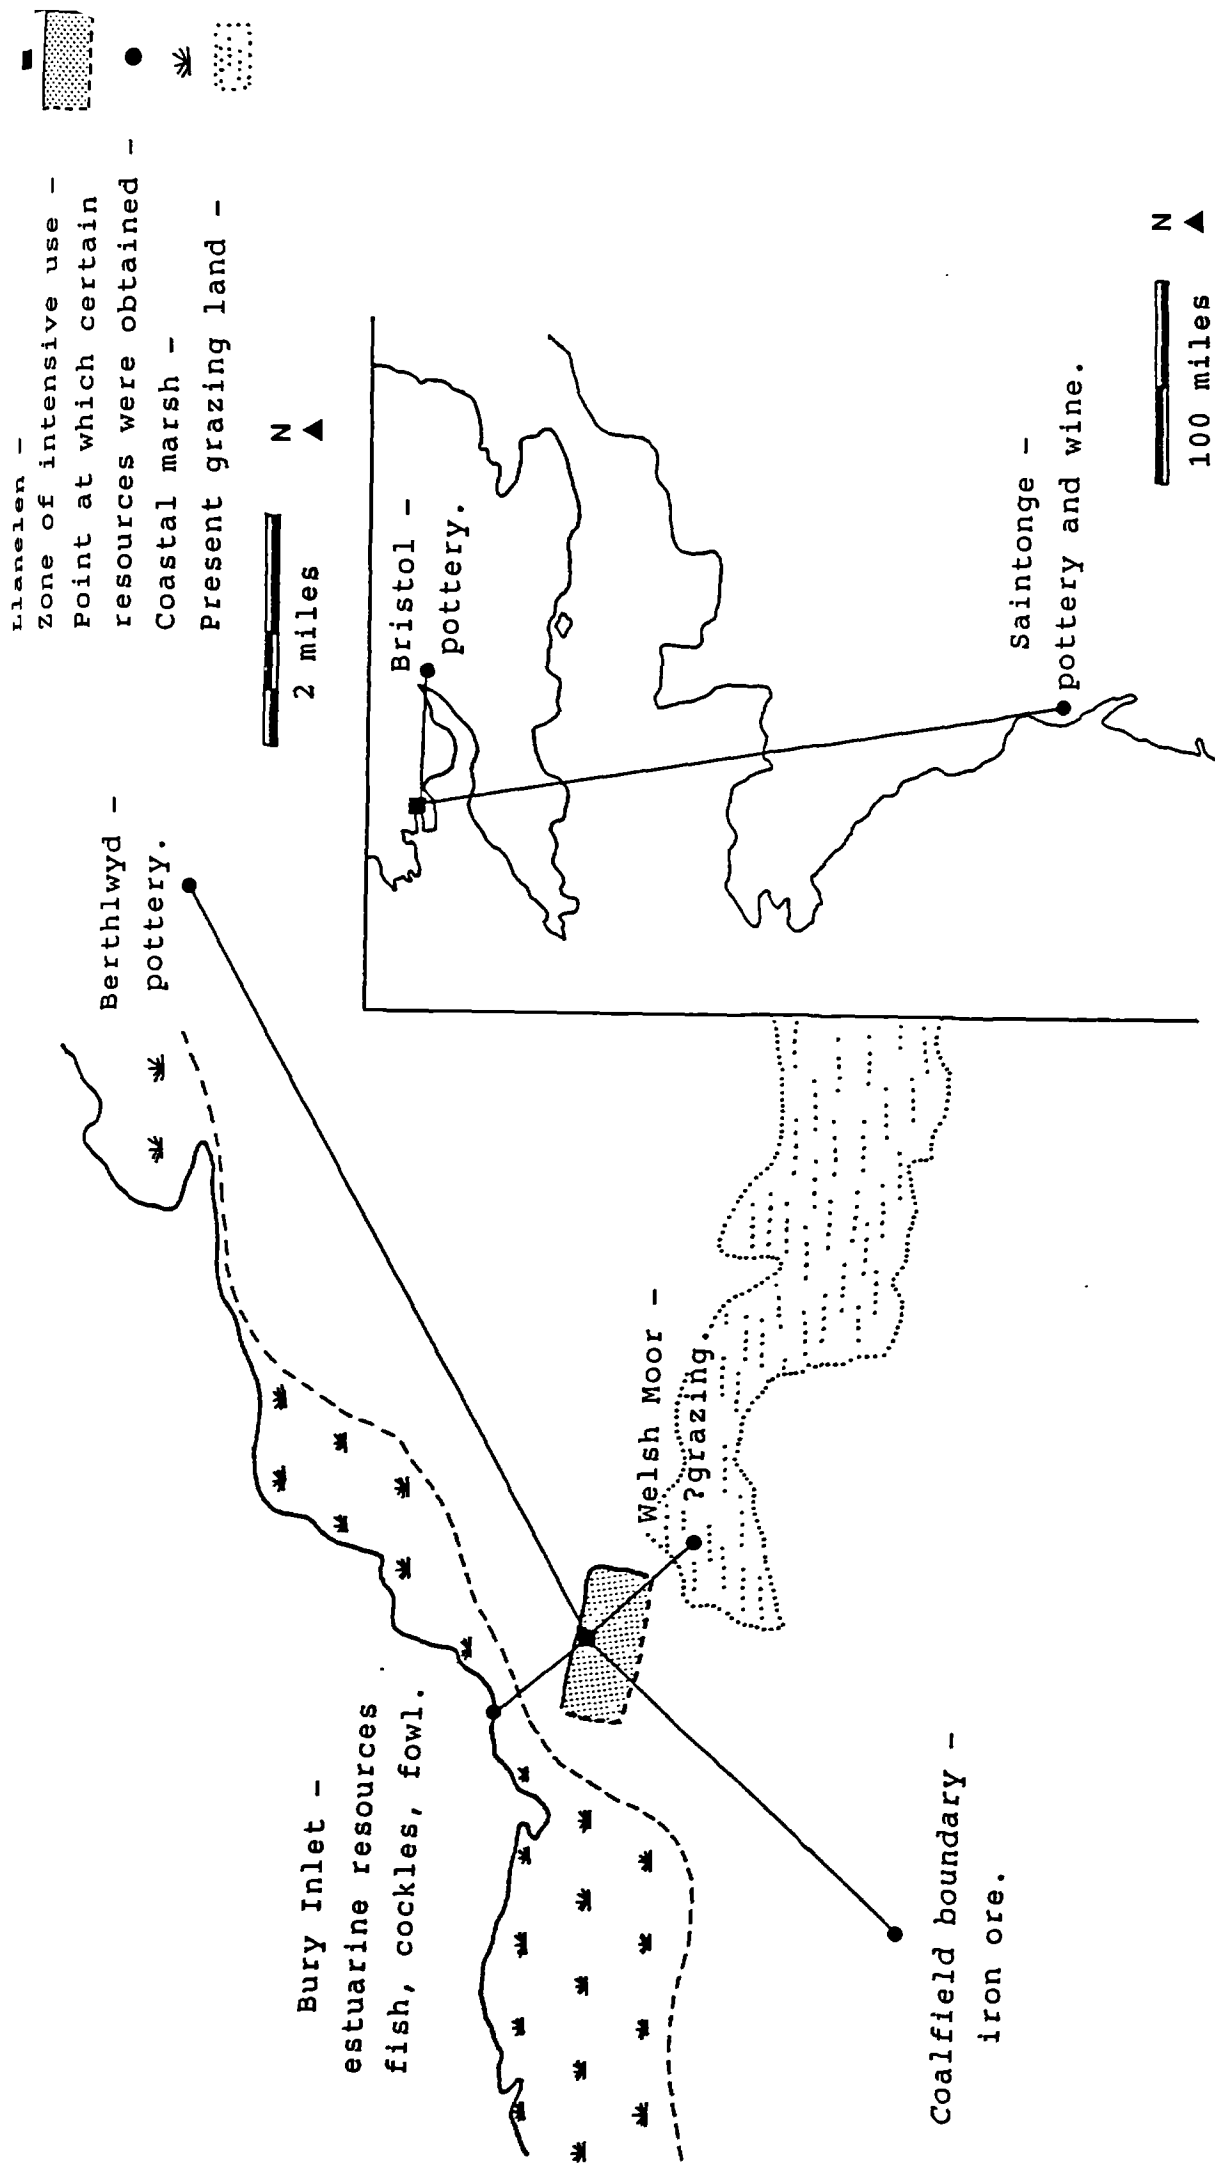 Llanelen -
Zone of intensive use -
Point at which certain
resources were obtained -
Coastal marsh -
Present grazing land -
N
2 miles
Berthlwyd -
pottery.
Bury Inlet -
estuarine resources
fish, cockles, fowl.
Welsh Moor -
?grazing.
Coalfield boundary -
iron ore.
Bristol -
pottery.
Saintonge -
pottery and wine.
N
100 miles